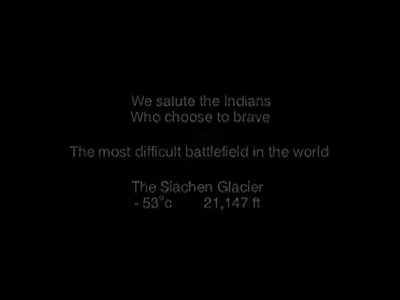 We salute the Indians
Who choose to brave
The most difficult battlefield in the world
The Siachen Glacier
- 53°c 21,147 ft